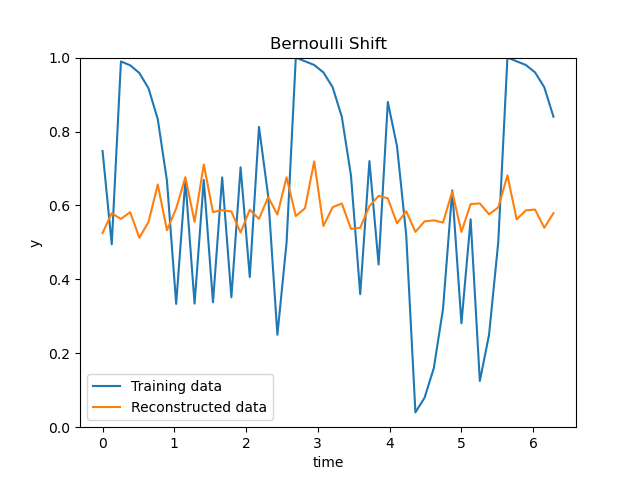 Bernoulli Shift
1.0
0.8
0.6
0.4
0.2
0.0
y
Training data
Reconstructed data
0 1 2 3 4 5 6
time